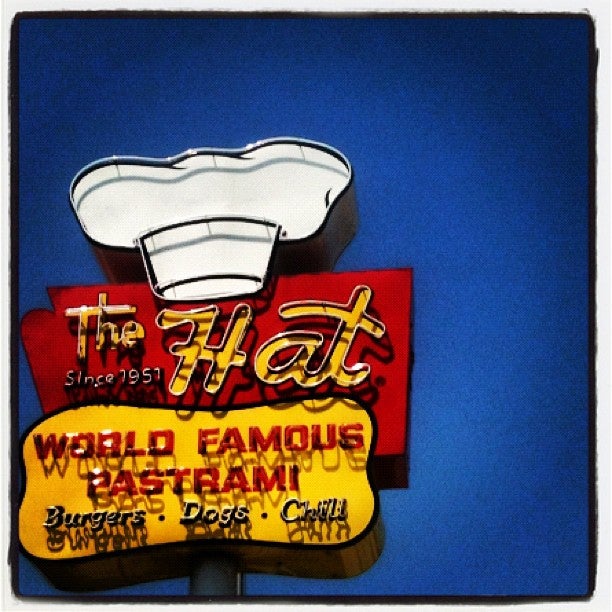 The Hat
Since 1951
WORLD FAMOUS
PASTRAMI
Burgers · Dogs · Chili